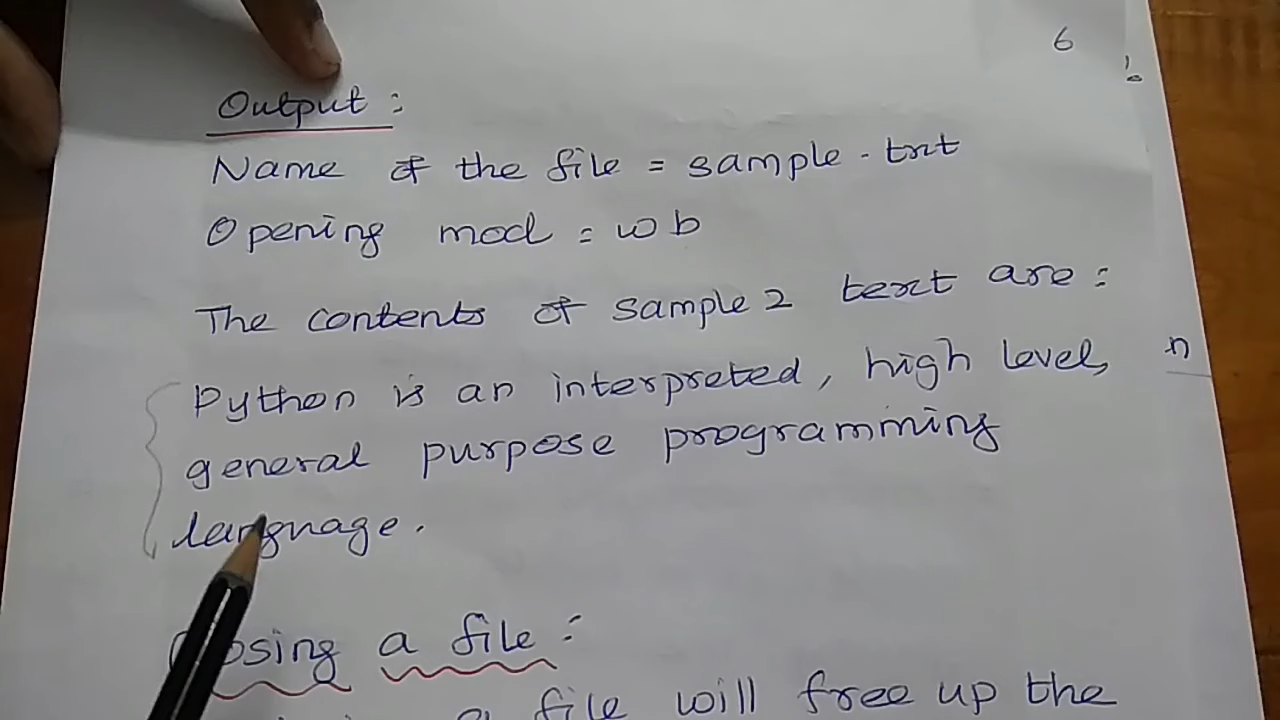 6
Output :
Name of the file = sample.txt
Opening mod = wb
The contents of sample2 text are :
Python is an interpreted, high level,
general purpose programming
language.
Closing a file :
a file will free up the
n